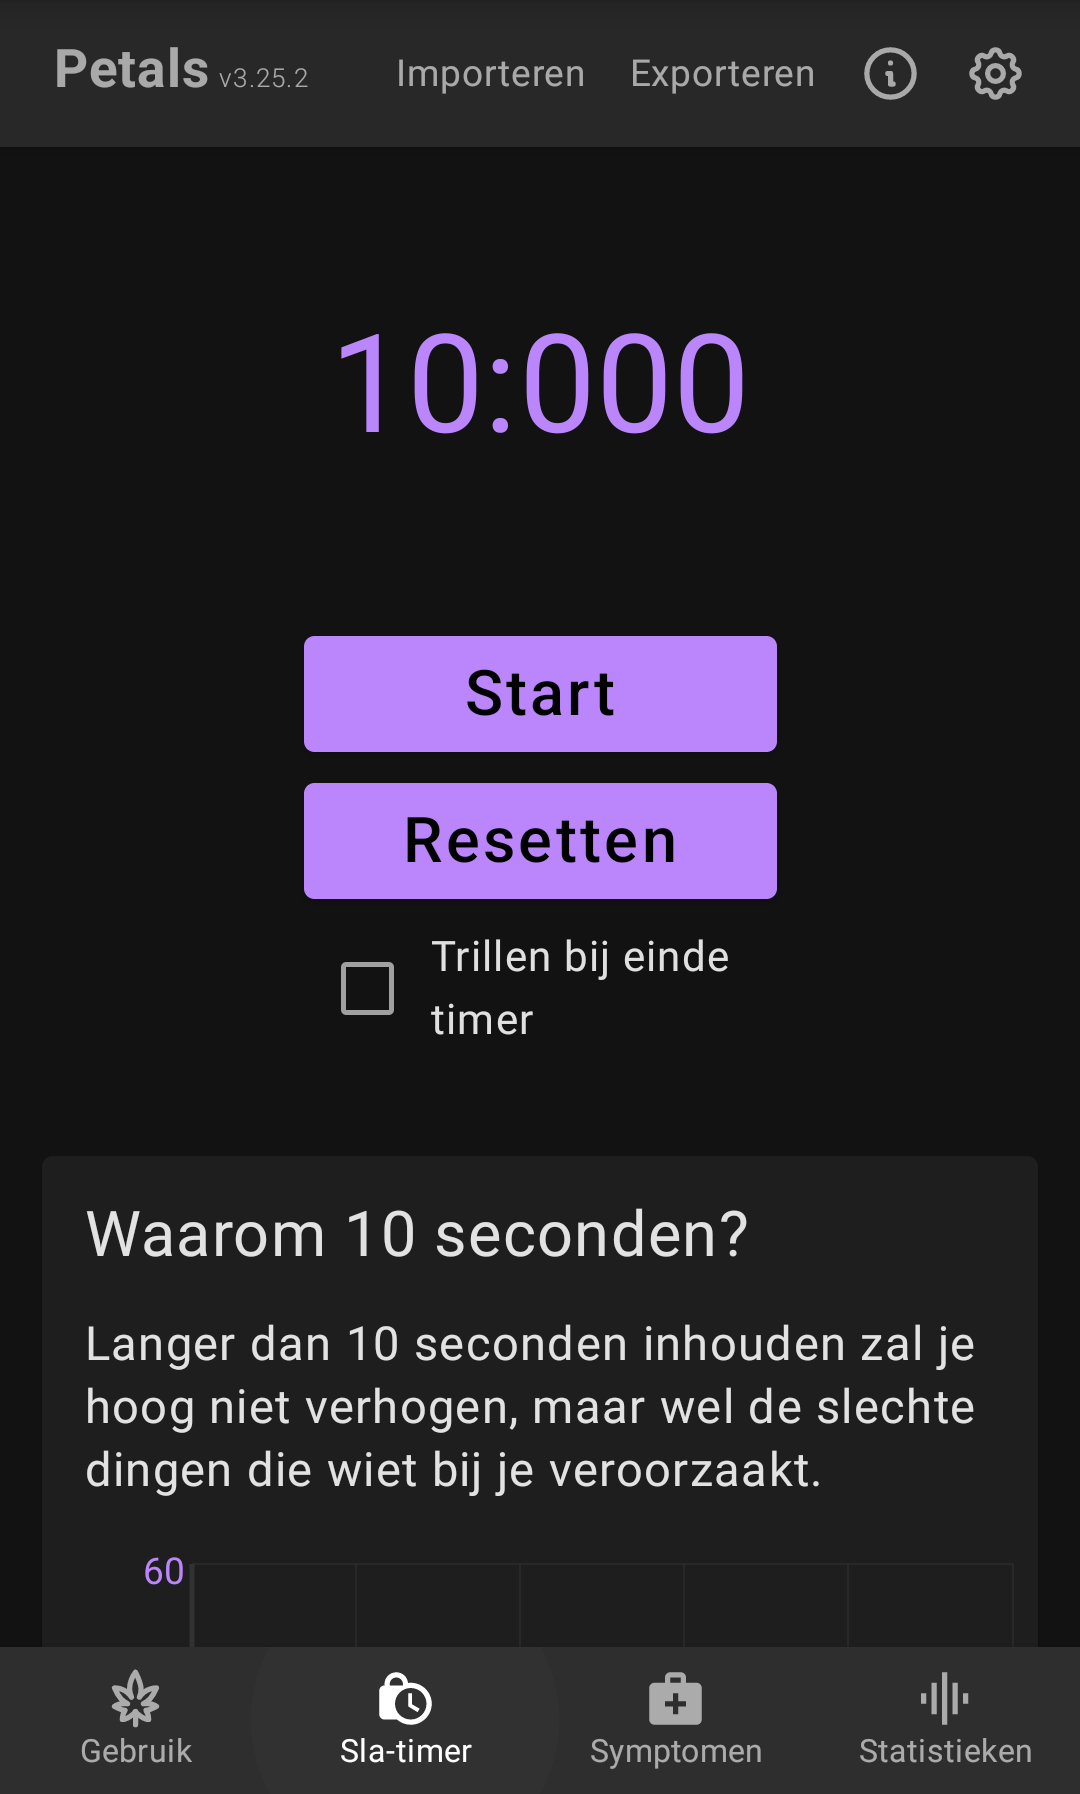 Petals v3.25.2 Importeren Exporteren
10:000
Start
Resetten
Trillen bij einde
timer
Waarom 10 seconden?
Langer dan 10 seconden inhouden zal je
hoog niet verhogen, maar wel de slechte
dingen die wiet bij je veroorzaakt.
60
Gebruik Sla-timer Symptomen Statistieken